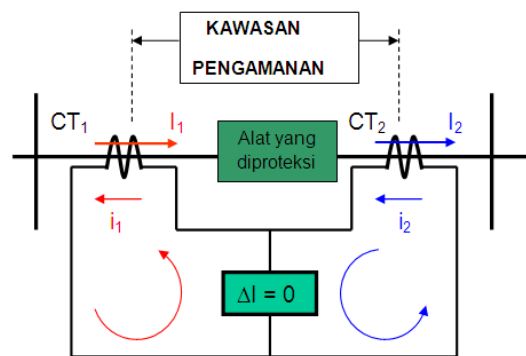 KAWASAN
PENGAMANAN
CT₁
I₁
Alat yang
diproteksi
CT₂
I₂
i₁
i₂
ΔI = 0